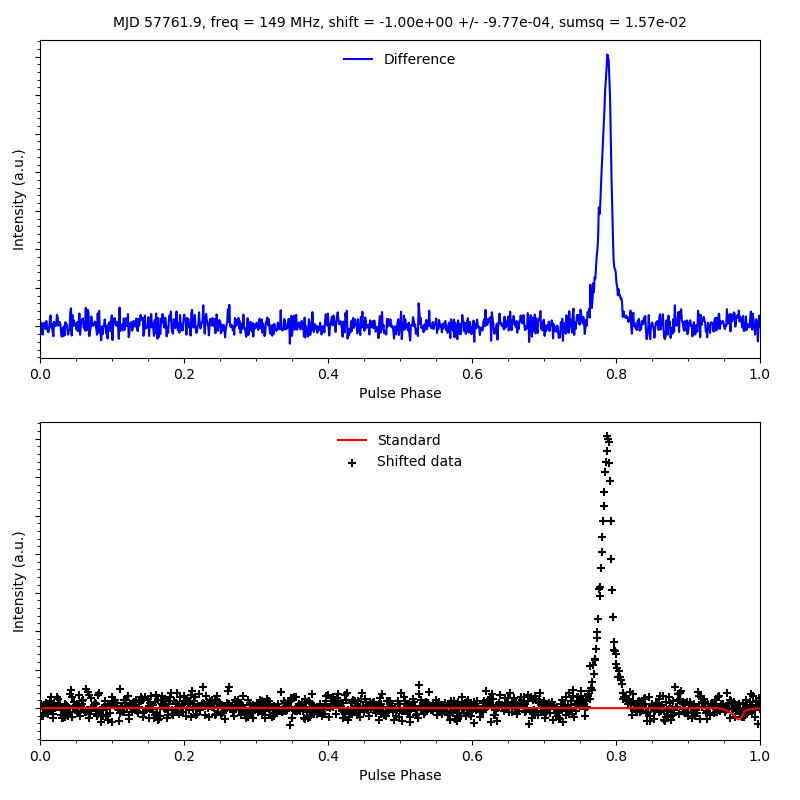 MJD 57761.9, freq = 149 MHz, shift = -1.00e+00 +/- -9.77e-04, sumsq = 1.57e-02
Difference
Intensity (a.u.)
0.0 0.2 0.4 0.6 0.8 1.0
Pulse Phase
Standard
Shifted data
Intensity (a.u.)
0.0 0.2 0.4 0.6 0.8 1.0
Pulse Phase